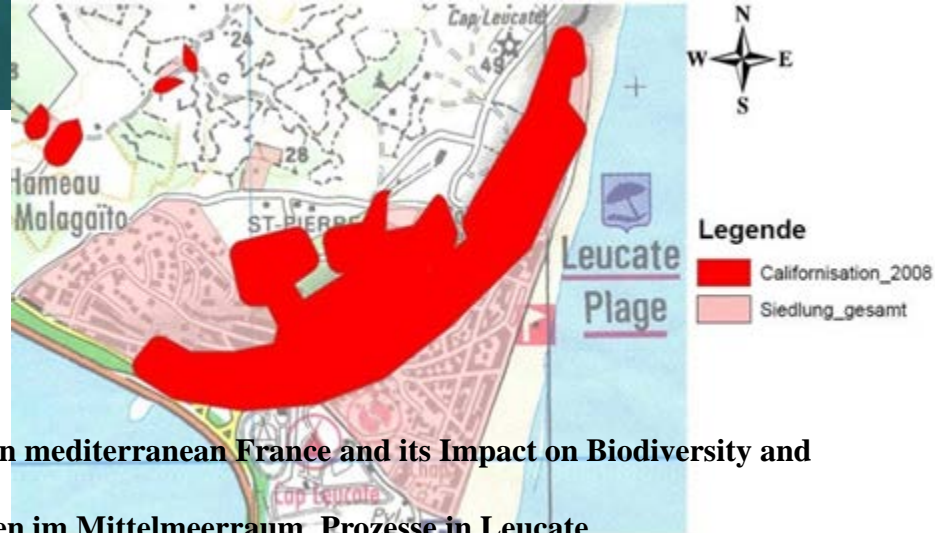 Cap Leucate
N
24
49
W E
S
28
Hameau
Malagaïto
ST-PIERRE
Leucate
Plage
Legende
Californisation_2008
Siedlung_gesamt
n mediterranean France and its Impact on Biodiversity and
Cap Leucate
en im Mittelmeerraum. Prozesse in Leucate